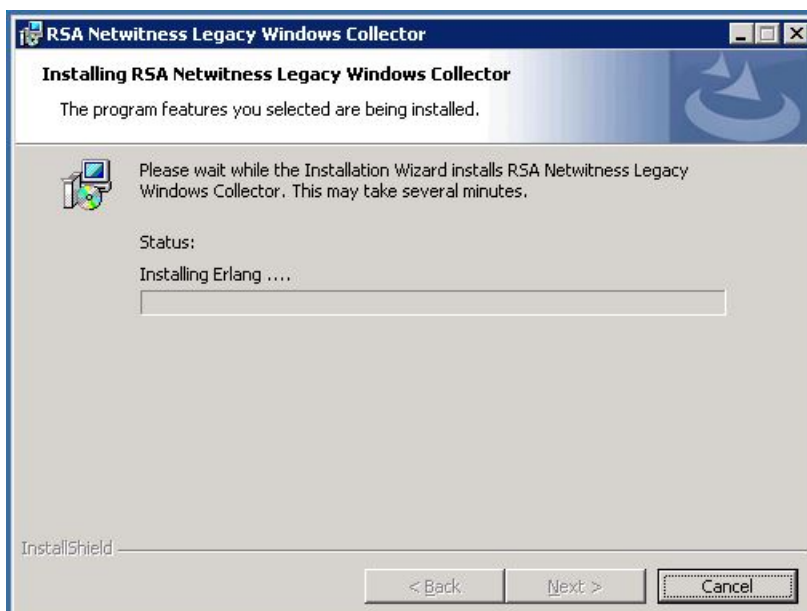 RSA Netwitness Legacy Windows Collector
Installing RSA Netwitness Legacy Windows Collector
The program features you selected are being installed.
Please wait while the Installation Wizard installs RSA Netwitness Legacy
Windows Collector. This may take several minutes.
Status:
Installing Erlang ....
InstallShield
< Back Next > Cancel